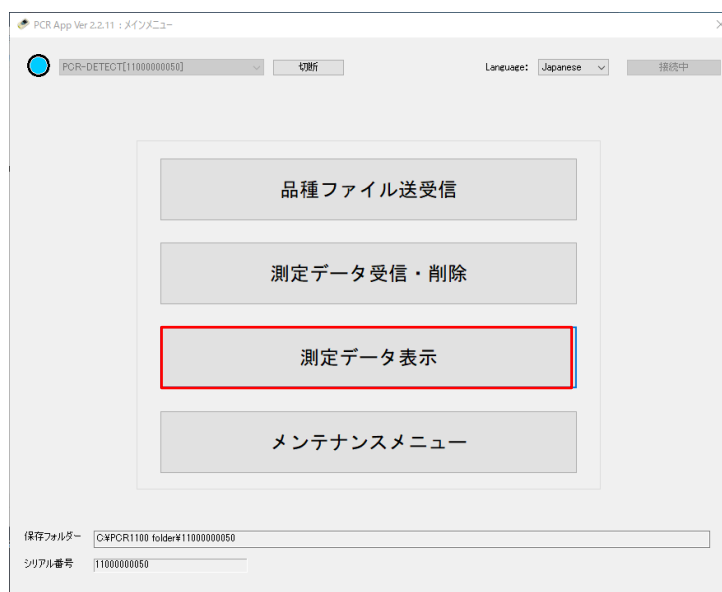 PCR App Ver 2.2.11 : メインメニュー
PCR-DETECT[11000000050] 切断 Language: Japanese 接続中
品種ファイル送受信
測定データ受信・削除
測定データ表示
メンテナンスメニュー
保存フォルダー C:¥PCR1100 folder¥11000000050
シリアル番号 11000000050